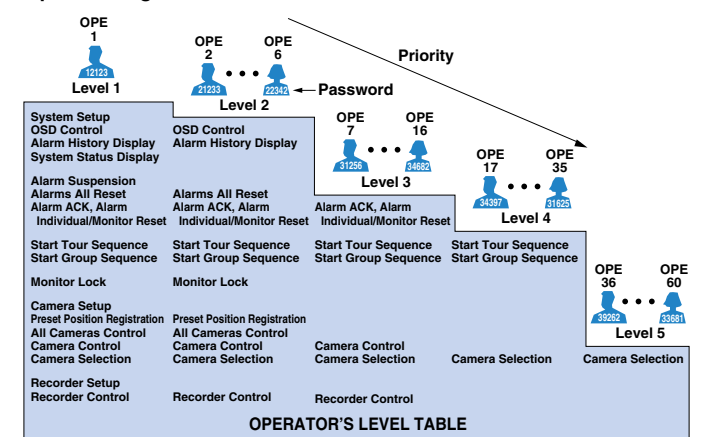 OPE
1
12123
Level 1
OPE
2
OPE
6
21233
22342
Level 2
Password
Priority
OPE
7
OPE
16
31256
34682
Level 3
OPE
17
OPE
35
34397
31625
Level 4
OPE
36
OPE
60
39262
33681
Level 5
System Setup
OSD Control OSD Control
Alarm History Display Alarm History Display
System Status Display
Alarm Suspension
Alarms All Reset Alarms All Reset
Alarm ACK, Alarm Alarm ACK, Alarm Alarm ACK, Alarm
Individual/Monitor Reset Individual/Monitor Reset Individual/Monitor Reset
Start Tour Sequence Start Tour Sequence Start Tour Sequence Start Tour Sequence
Start Group Sequence Start Group Sequence Start Group Sequence Start Group Sequence
Monitor Lock Monitor Lock
Camera Setup
Preset Position Registration Preset Position Registration
All Cameras Control All Cameras Control
Camera Control Camera Control Camera Control
Camera Selection Camera Selection Camera Selection Camera Selection Camera Selection
Recorder Setup
Recorder Control Recorder Control Recorder Control
OPERATOR'S LEVEL TABLE